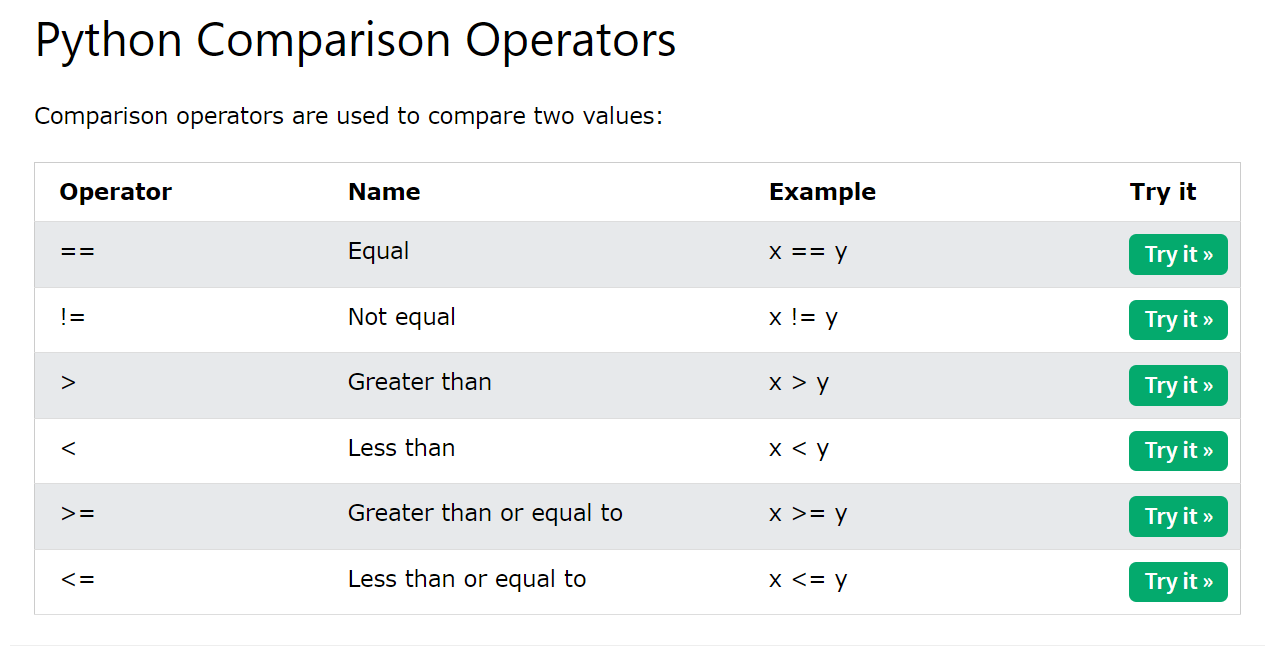 Python Comparison Operators
Comparison operators are used to compare two values:
Operator Name Example Try it
== Equal x == y Try it »
!= Not equal x != y Try it »
> Greater than x > y Try it »
< Less than x < y Try it »
>= Greater than or equal to x >= y Try it »
<= Less than or equal to x <= y Try it »